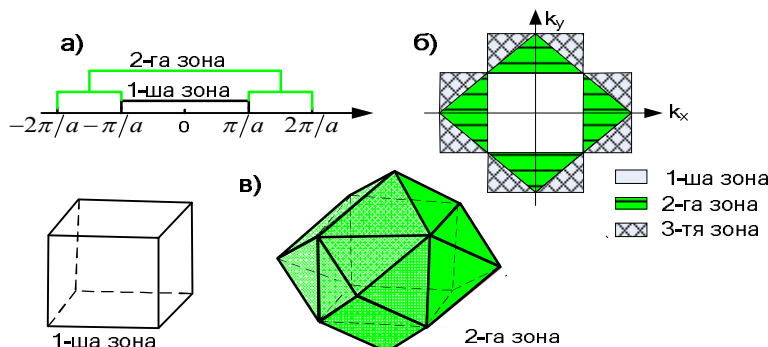 а)
2-га зона
1-ша зона
−2π/a −π/a 0 π/a 2π/a
б)
k_y
k_x
1-ша зона
2-га зона
3-тя зона
в)
1-ша зона
2-га зона